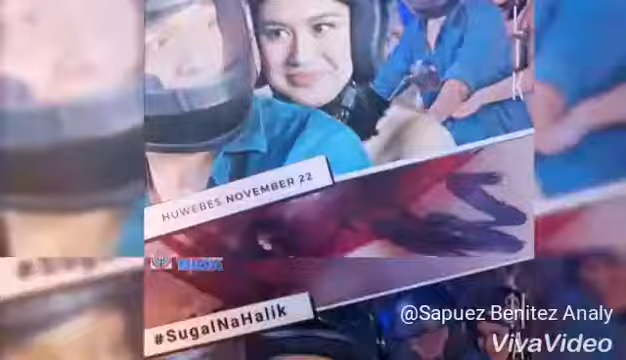 HUWEBES NOVEMBER 22
#SugalNaHalik
@Sapuez Benitez Analy
VivaVideo